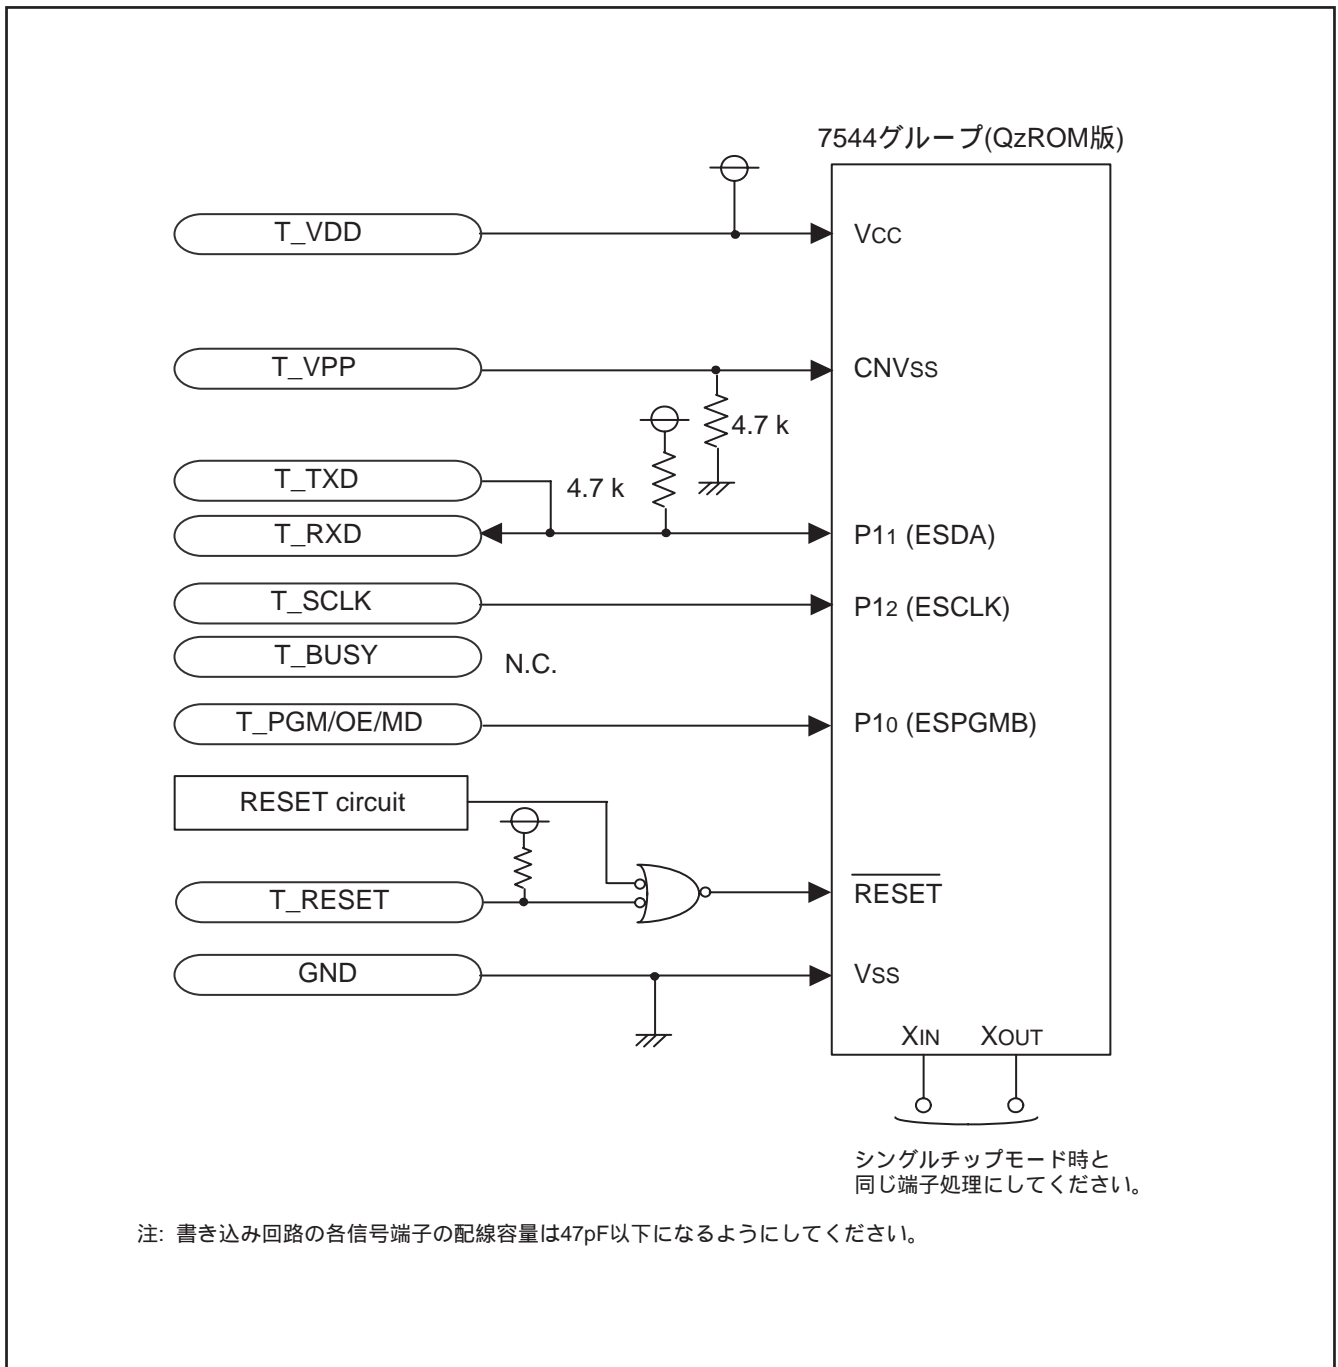 7544グループ(QzROM版)
T_VDD
VCC
T_VPP
CNVSS
4.7 k
T_TXD
4.7 k
T_RXD
P11 (ESDA)
T_SCLK
P12 (ESCLK)
T_BUSY
N.C.
T_PGM/OE/MD
P10 (ESPGMB)
RESET circuit
T_RESET
RESET
GND
VSS
XIN XOUT
シングルチップモード時と
同じ端子処理にしてください。
注: 書き込み回路の各信号端子の配線容量は47pF以下になるようにしてください。